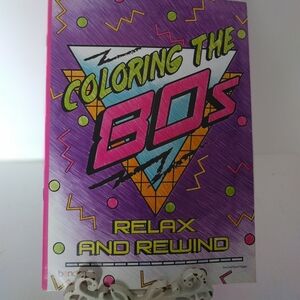 COLORING THE
80s
RELAX
AND REWIND